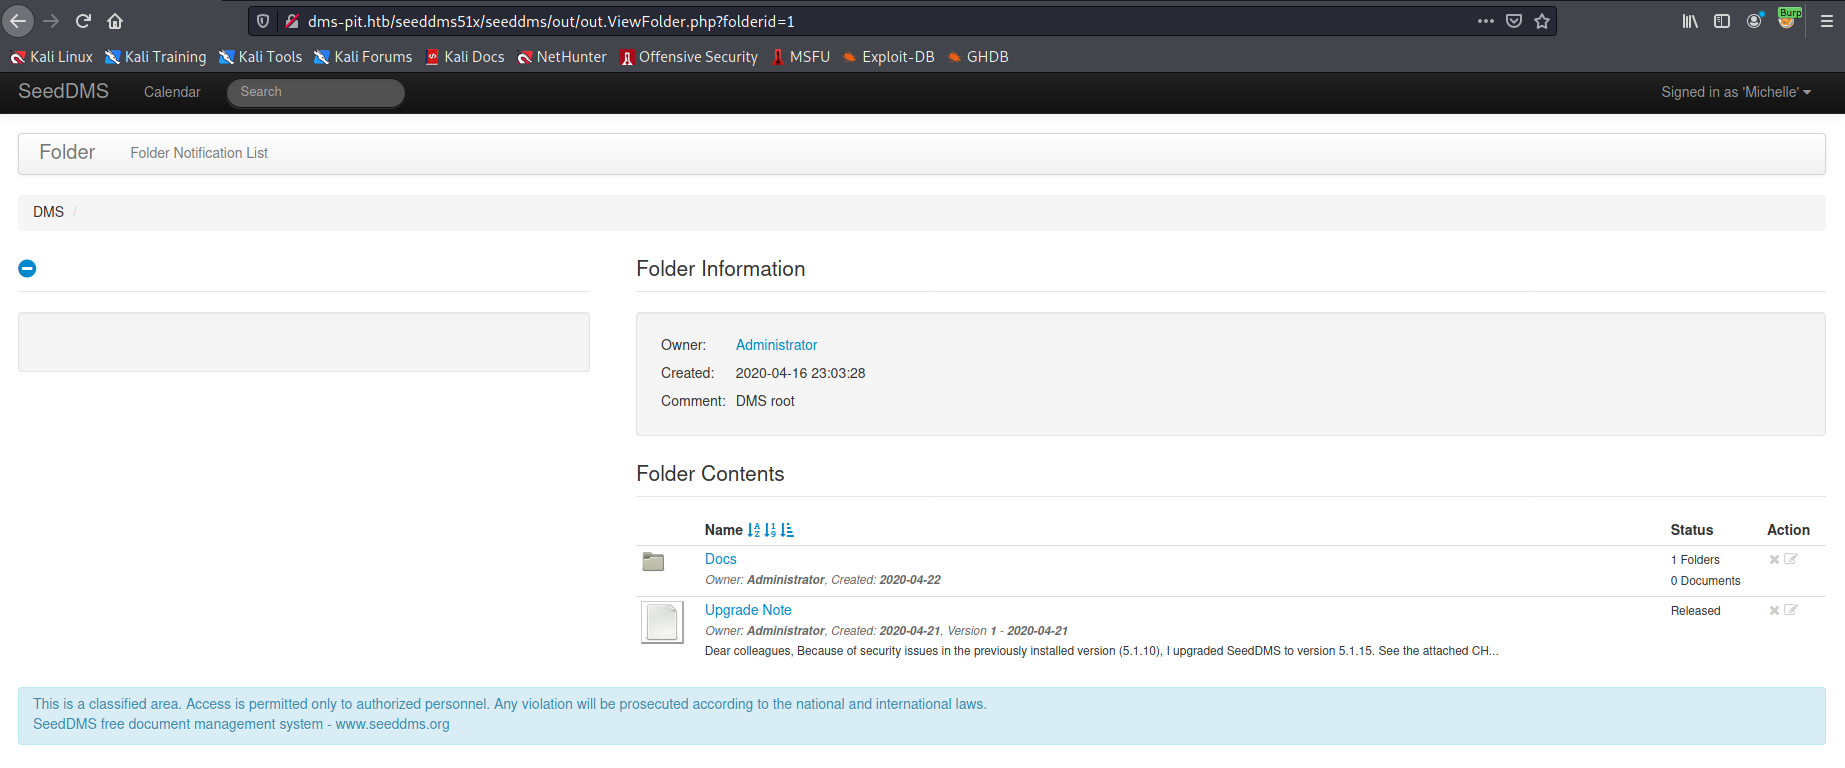 dms-pit.htb/seeddms51x/seeddms/out/out.ViewFolder.php?folderid=1
Burp
Kali Linux Kali Training Kali Tools Kali Forums Kali Docs NetHunter Offensive Security MSFU Exploit-DB GHDB
SeedDMS Calendar Search Signed in as 'Michelle'
Folder Folder Notification List
DMS /
Folder Information
Owner: Administrator
Created: 2020-04-16 23:03:28
Comment: DMS root
Folder Contents
Name Status Action
Docs 1 Folders
Owner: Administrator, Created: 2020-04-22 0 Documents
Upgrade Note Released
Owner: Administrator, Created: 2020-04-21, Version 1 - 2020-04-21
Dear colleagues, Because of security issues in the previously installed version (5.1.10), I upgraded SeedDMS to version 5.1.15. See the attached CH...
This is a classified area. Access is permitted only to authorized personnel. Any violation will be prosecuted according to the national and international laws.
SeedDMS free document management system - www.seeddms.org